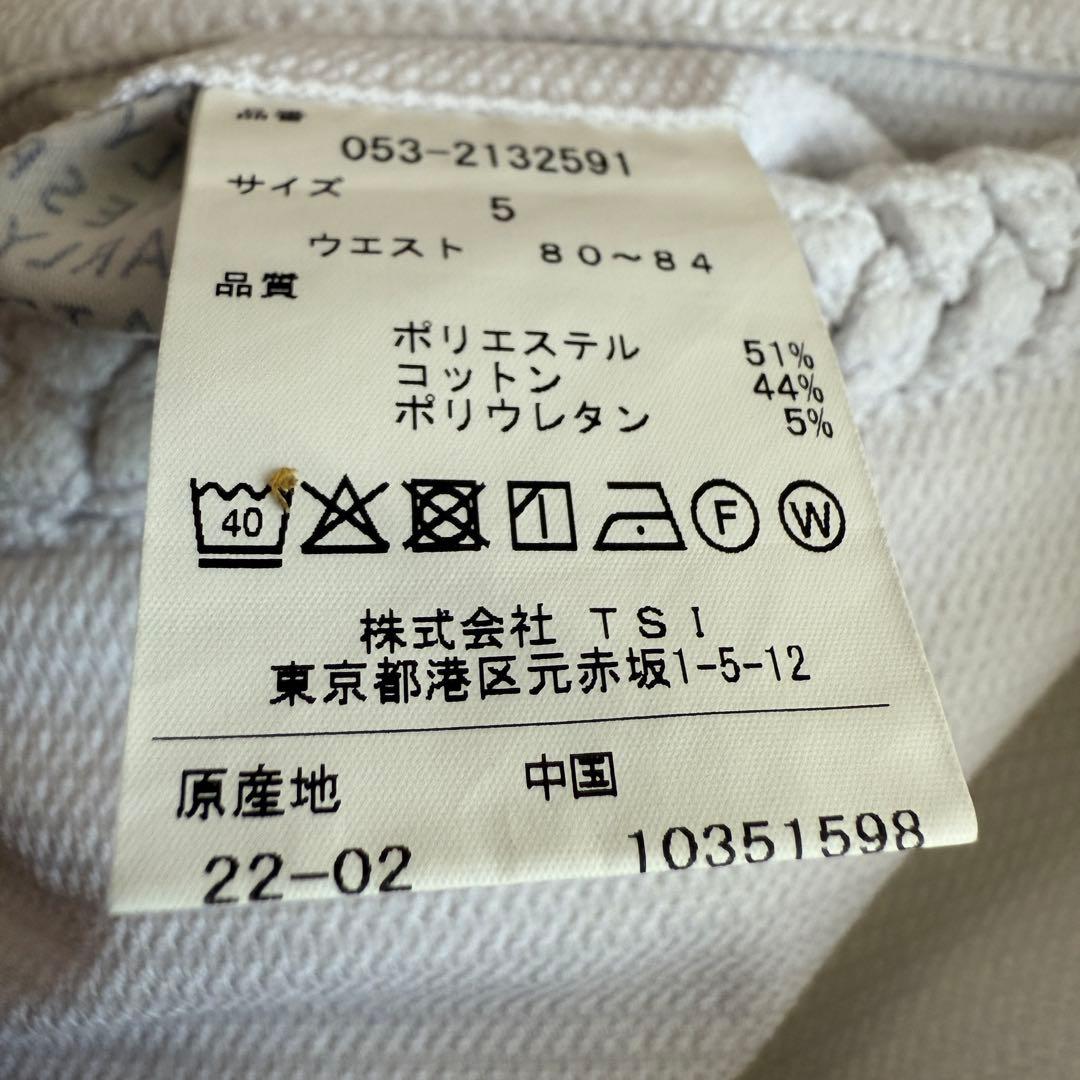 品番
053-2132591
サイズ
5
ウエスト 80～84
品質
ポリエステル 51%
コットン 44%
ポリウレタン 5%
40 F W
株式会社 TSI
東京都港区元赤坂1-5-12
原産地 中国
22-02 10351598